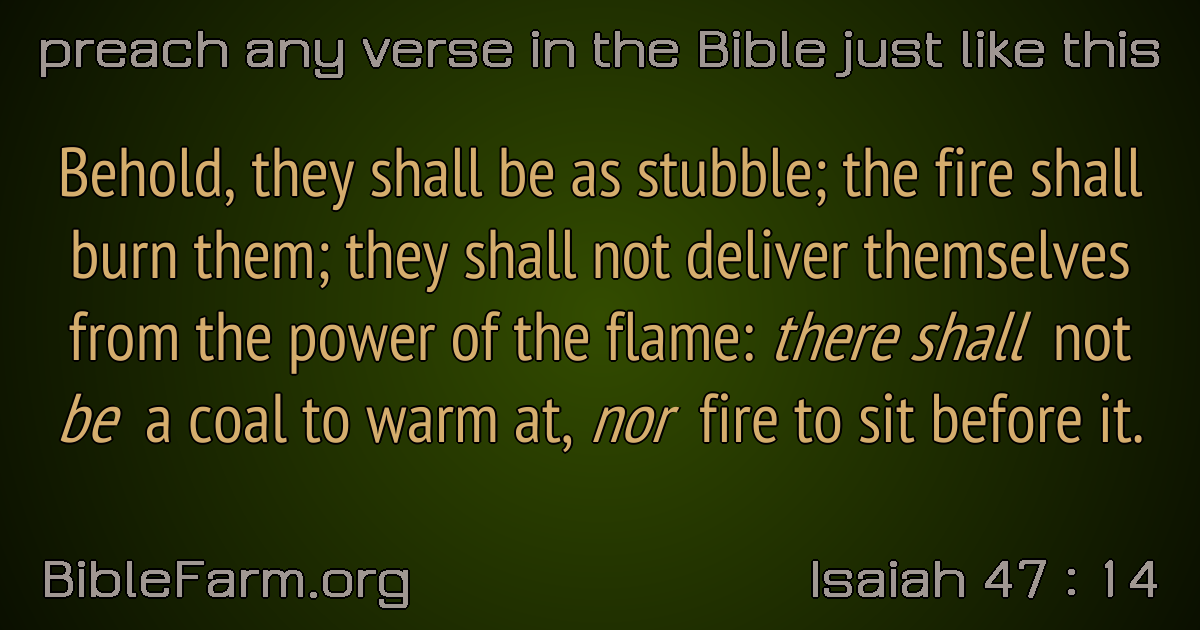 preach any verse in the Bible just like this
Behold, they shall be as stubble; the fire shall
burn them; they shall not deliver themselves
from the power of the flame: there shall not
be a coal to warm at, nor fire to sit before it.
BibleFarm.org
Isaiah 47 : 14